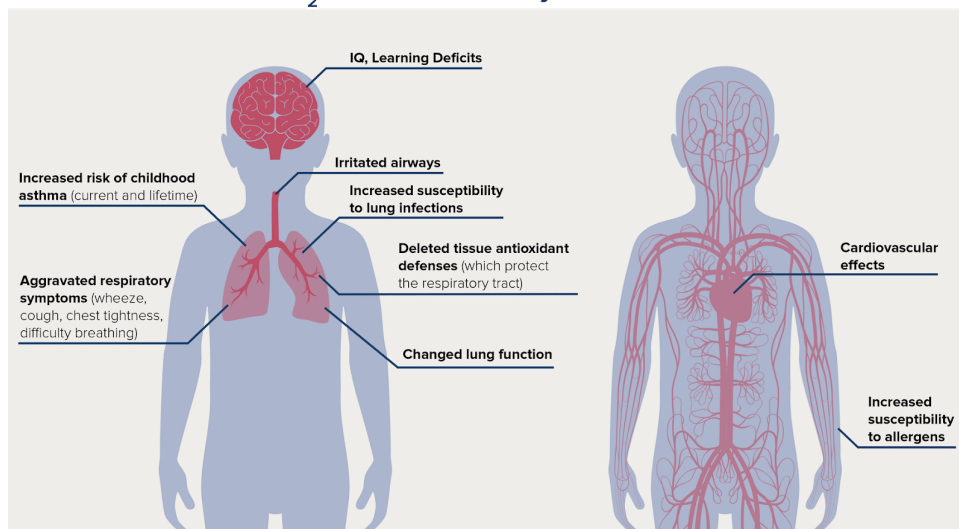 2
IQ, Learning Deficits
Irritated airways
Increased risk of childhood
asthma (current and lifetime)
Increased susceptibility
to lung infections
Deleted tissue antioxidant
defenses (which protect
the respiratory tract)
Aggravated respiratory
symptoms (wheeze,
cough, chest tightness,
difficulty breathing)
Changed lung function
Cardiovascular
effects
Increased
susceptibility
to allergens